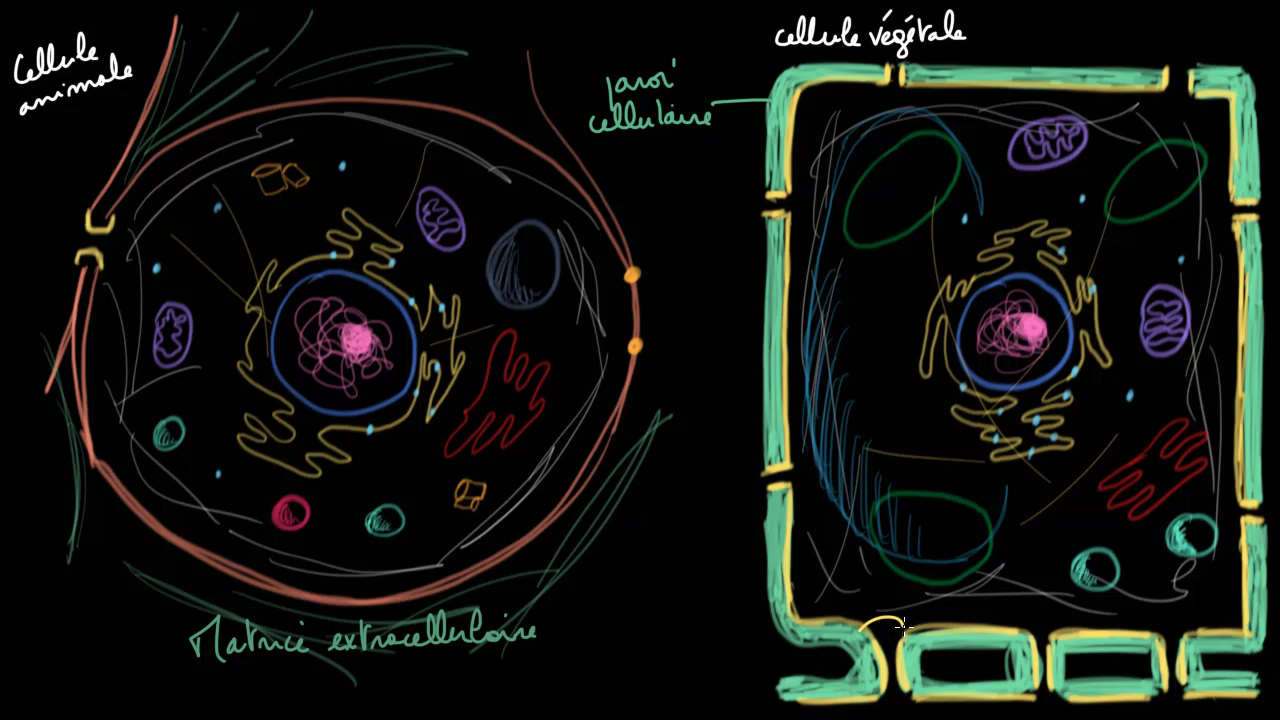 Cellule
animale
cellule végétale
paroi
cellulaire
Matrice extracellulaire